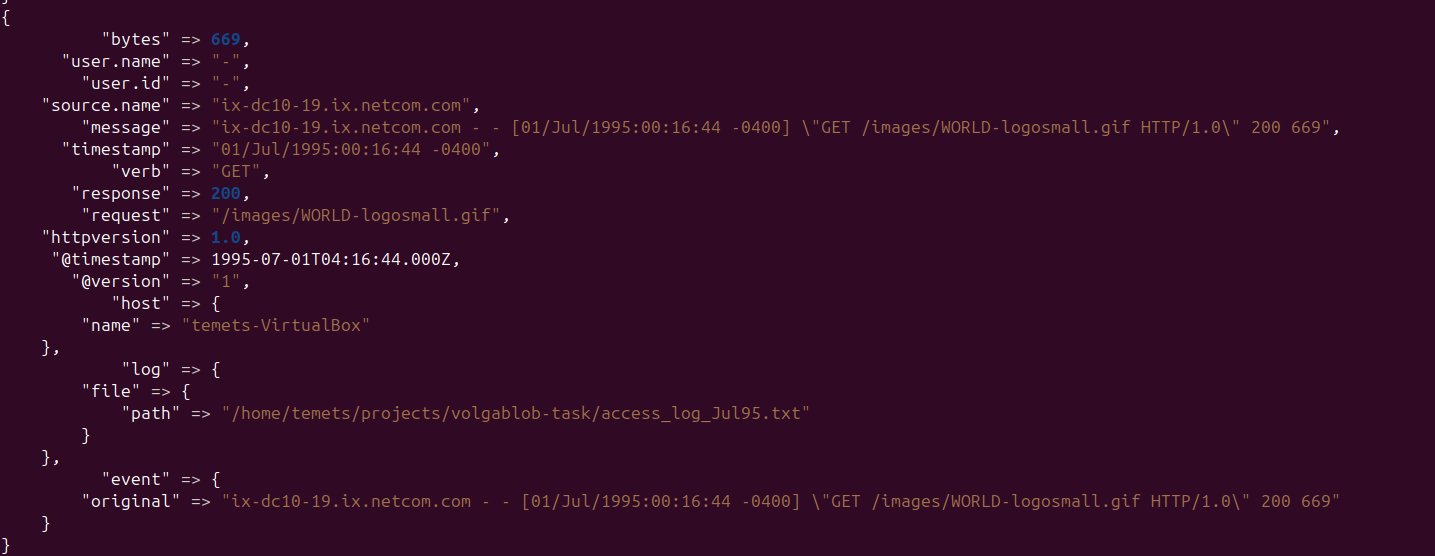 }
{
"bytes" => 669,
"user.name" => "-",
"user.id" => "-",
"source.name" => "ix-dc10-19.ix.netcom.com",
"message" => "ix-dc10-19.ix.netcom.com - - [01/Jul/1995:00:16:44 -0400] \"GET /images/WORLD-logosmall.gif HTTP/1.0\" 200 669",
"timestamp" => "01/Jul/1995:00:16:44 -0400",
"verb" => "GET",
"response" => 200,
"request" => "/images/WORLD-logosmall.gif",
"httpversion" => 1.0,
"@timestamp" => 1995-07-01T04:16:44.000Z,
"@version" => "1",
"host" => {
"name" => "temets-VirtualBox"
},
"log" => {
"file" => {
"path" => "/home/temets/projects/volgablob-task/access_log_Jul95.txt"
}
},
"event" => {
"original" => "ix-dc10-19.ix.netcom.com - - [01/Jul/1995:00:16:44 -0400] \"GET /images/WORLD-logosmall.gif HTTP/1.0\" 200 669"
}
}